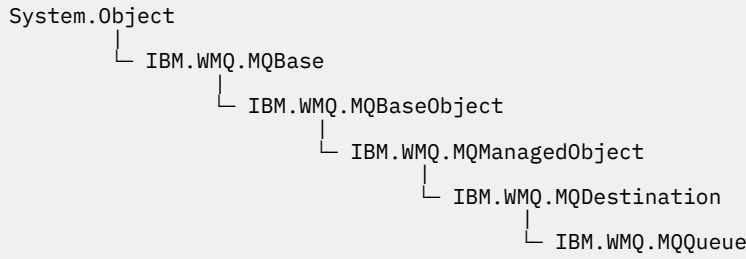 System.Object
IBM.WMQ.MQBase
IBM.WMQ.MQBaseObject
IBM.WMQ.MQManagedObject
IBM.WMQ.MQDestination
IBM.WMQ.MQQueue